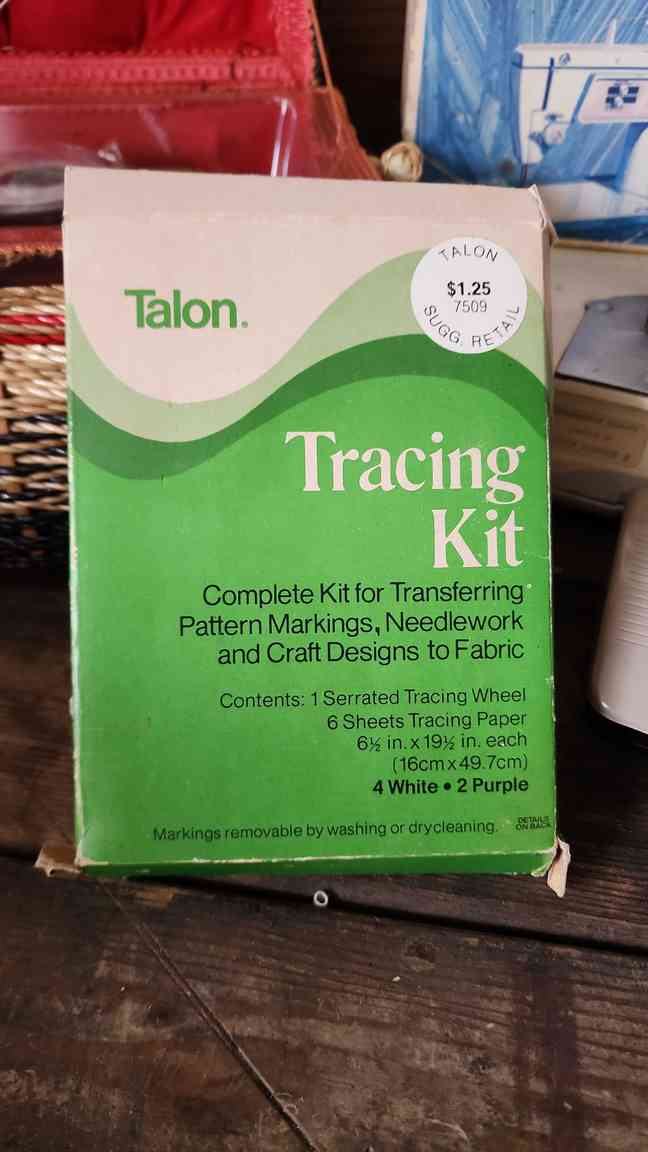 TALON
$1.25
7509
SUGG. RETAIL
Talon.
Tracing
Kit
Complete Kit for Transferring
Pattern Markings, Needlework
and Craft Designs to Fabric
Contents: 1 Serrated Tracing Wheel
6 Sheets Tracing Paper
6½ in. x 19½ in. each
(16cm x 49.7cm)
4 White • 2 Purple
Markings removable by washing or drycleaning.
DETAILS
ON BACK